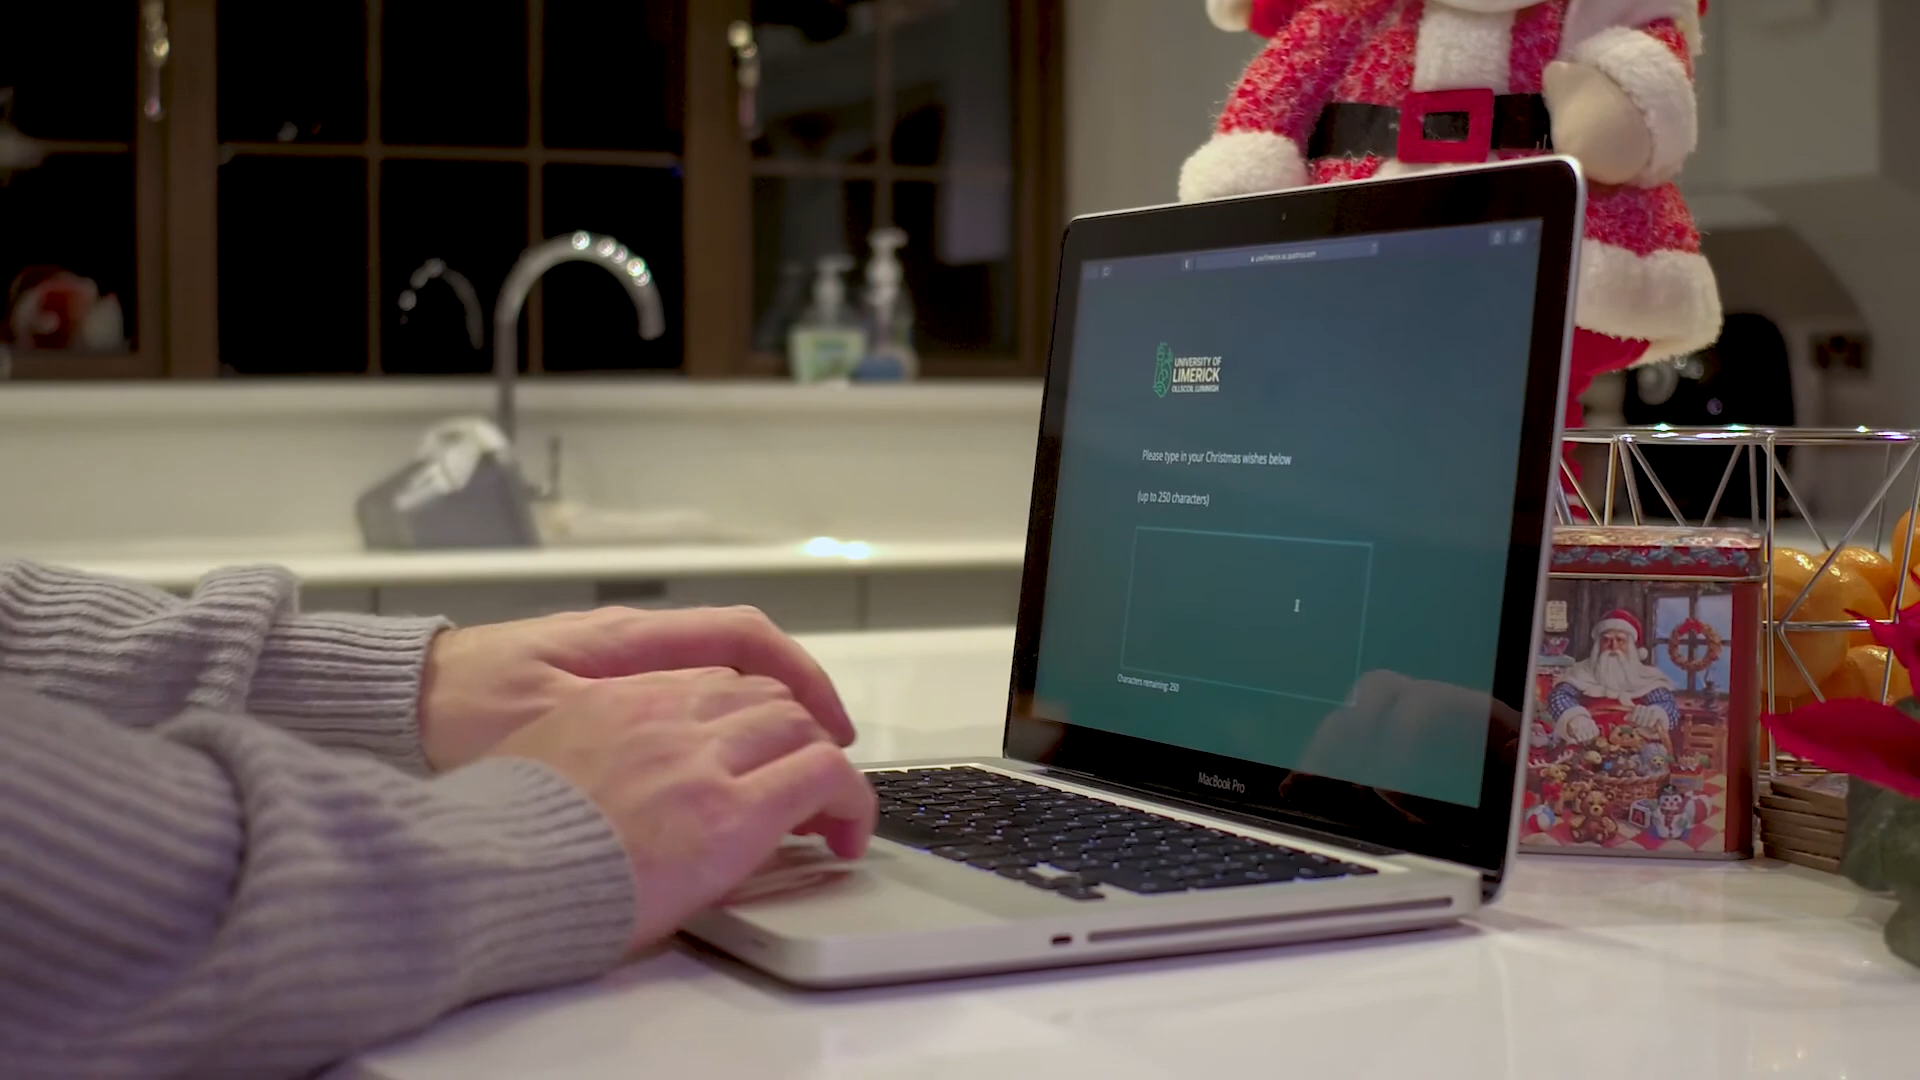 UNIVERSITY OF
LIMERICK
OLLSCOIL LUIMNIGH
Please type in your Christmas wishes below
(up to 250 characters)
Characters remaining: 250
MacBook Pro